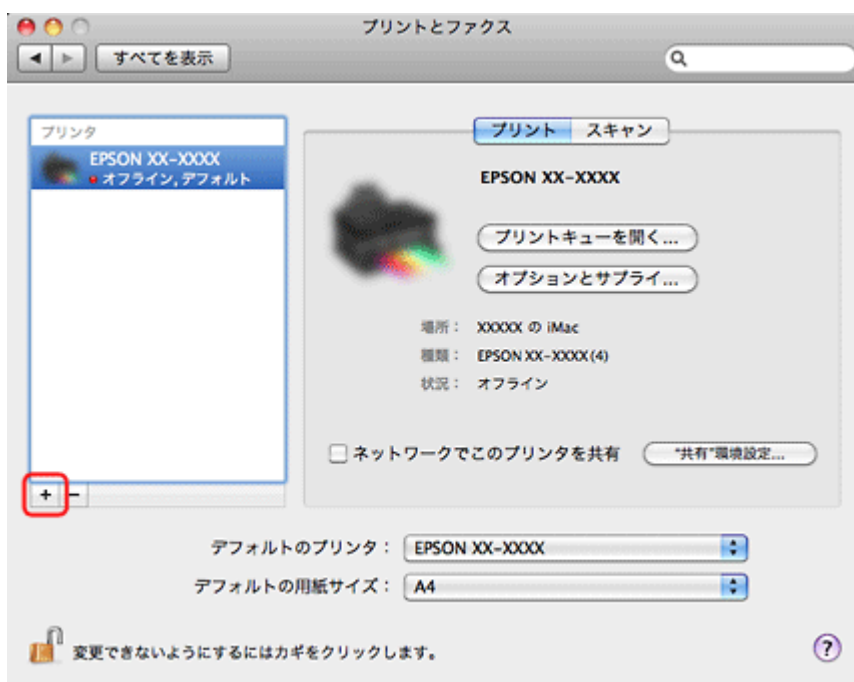 プリントとファクス
すべてを表示
プリンタ
EPSON XX-XXXX
オフライン, デフォルト
プリント スキャン
EPSON XX-XXXX
プリントキューを開く...
オプションとサプライ...
場所： XXXXX の iMac
種類： EPSON XX-XXXX(4)
状況： オフライン
ネットワークでこのプリンタを共有 "共有"環境設定...
+ −
デフォルトのプリンタ： EPSON XX-XXXX
デフォルトの用紙サイズ： A4
変更できないようにするにはカギをクリックします。 ?